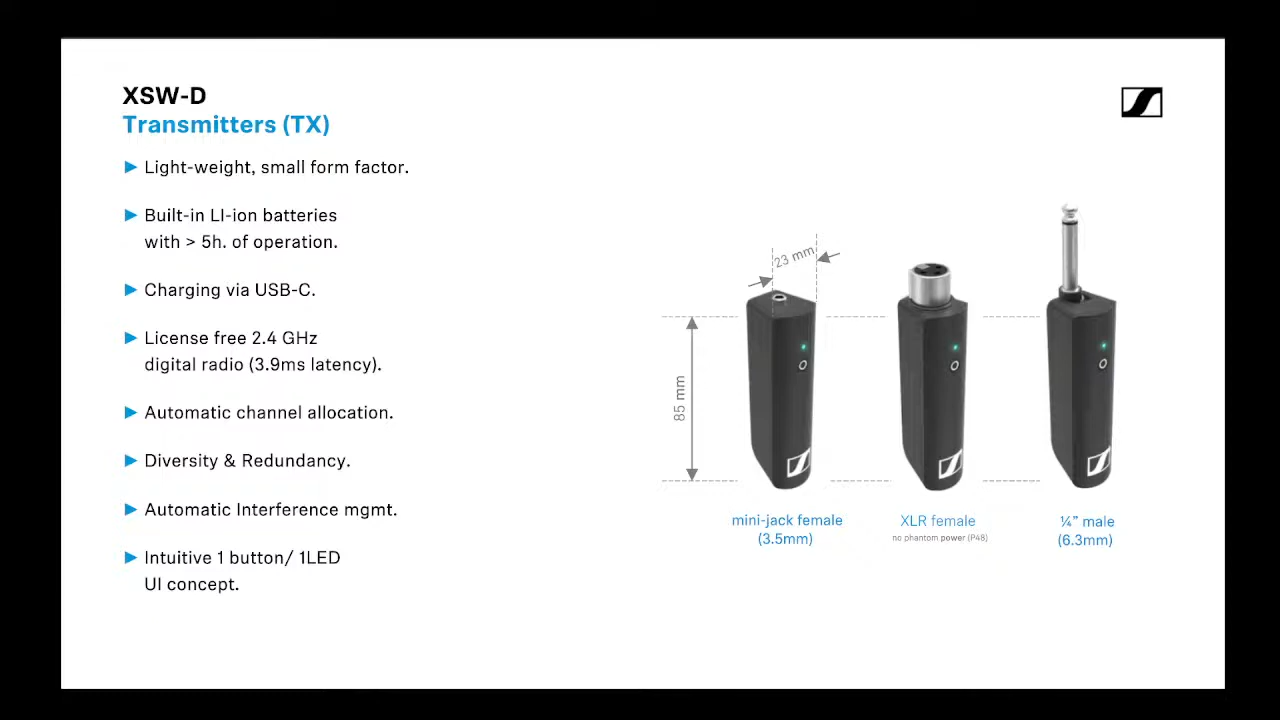 XSW-D
Transmitters (TX)
Light-weight, small form factor.
Built-in LI-ion batteries
with > 5h. of operation.
Charging via USB-C.
License free 2.4 GHz
digital radio (3.9ms latency).
Automatic channel allocation.
Diversity & Redundancy.
Automatic Interference mgmt.
Intuitive 1 button/ 1LED
UI concept.
23 mm
85 mm
mini-jack female
(3.5mm)
XLR female
no phantom power (P48)
¼” male
(6.3mm)